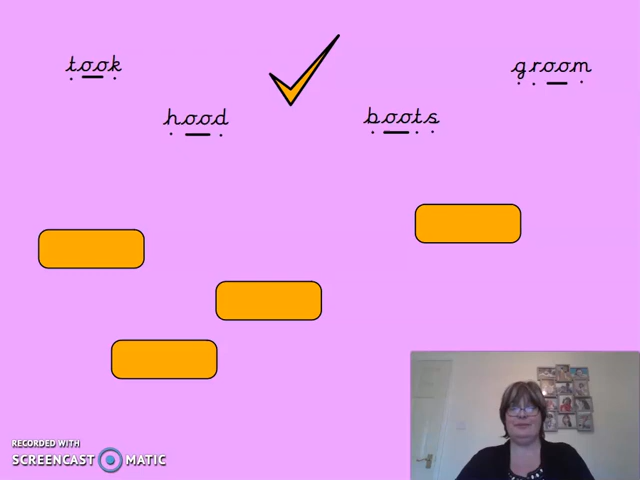 took
groom
hood
boots
RECORDED WITH
SCREENCAST MATIC